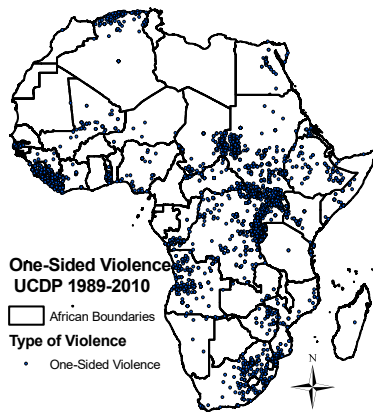 One-Sided Violence
UCDP 1989-2010
African Boundaries
Type of Violence
One-Sided Violence
N